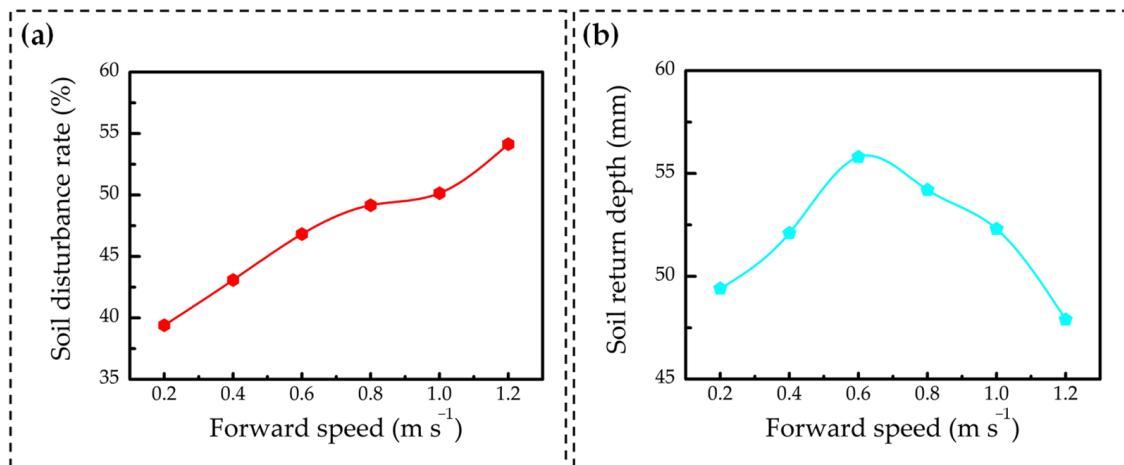 (a)
Soil disturbance rate (%)
60
55
50
45
40
35
0.2 0.4 0.6 0.8 1.0 1.2
Forward speed (m s⁻¹)
(b)
Soil return depth (mm)
60
55
50
45
0.2 0.4 0.6 0.8 1.0 1.2
Forward speed (m s⁻¹)